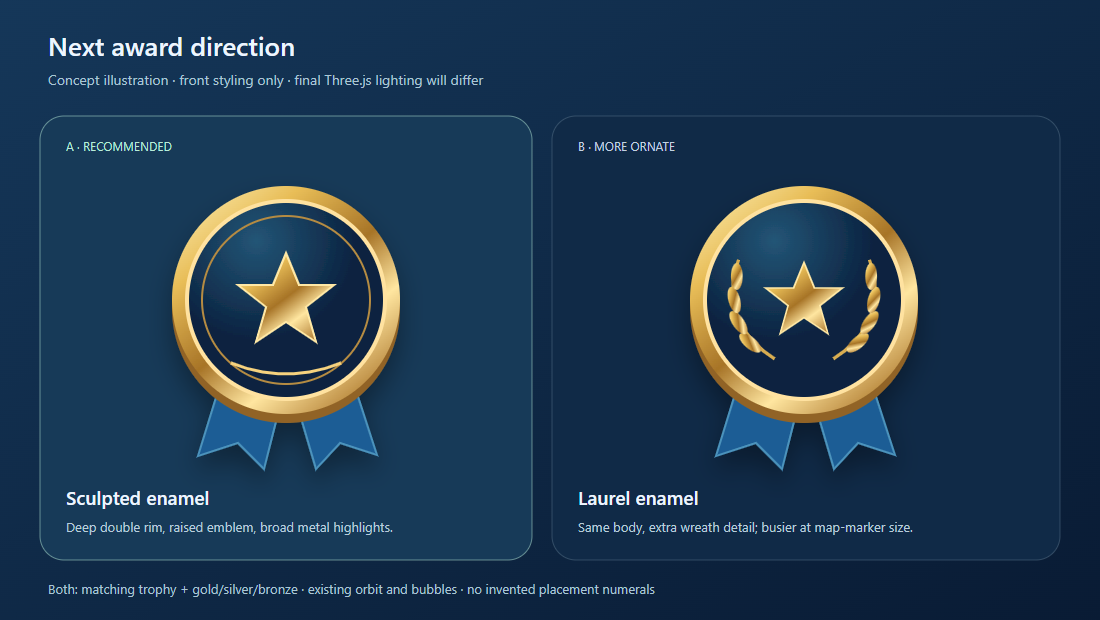 Next award direction
Concept illustration · front styling only · final Three.js lighting will differ
A · RECOMMENDED
B · MORE ORNATE
Sculpted enamel
Deep double rim, raised emblem, broad metal highlights.
Laurel enamel
Same body, extra wreath detail; busier at map-marker size.
Both: matching trophy + gold/silver/bronze · existing orbit and bubbles · no invented placement numerals